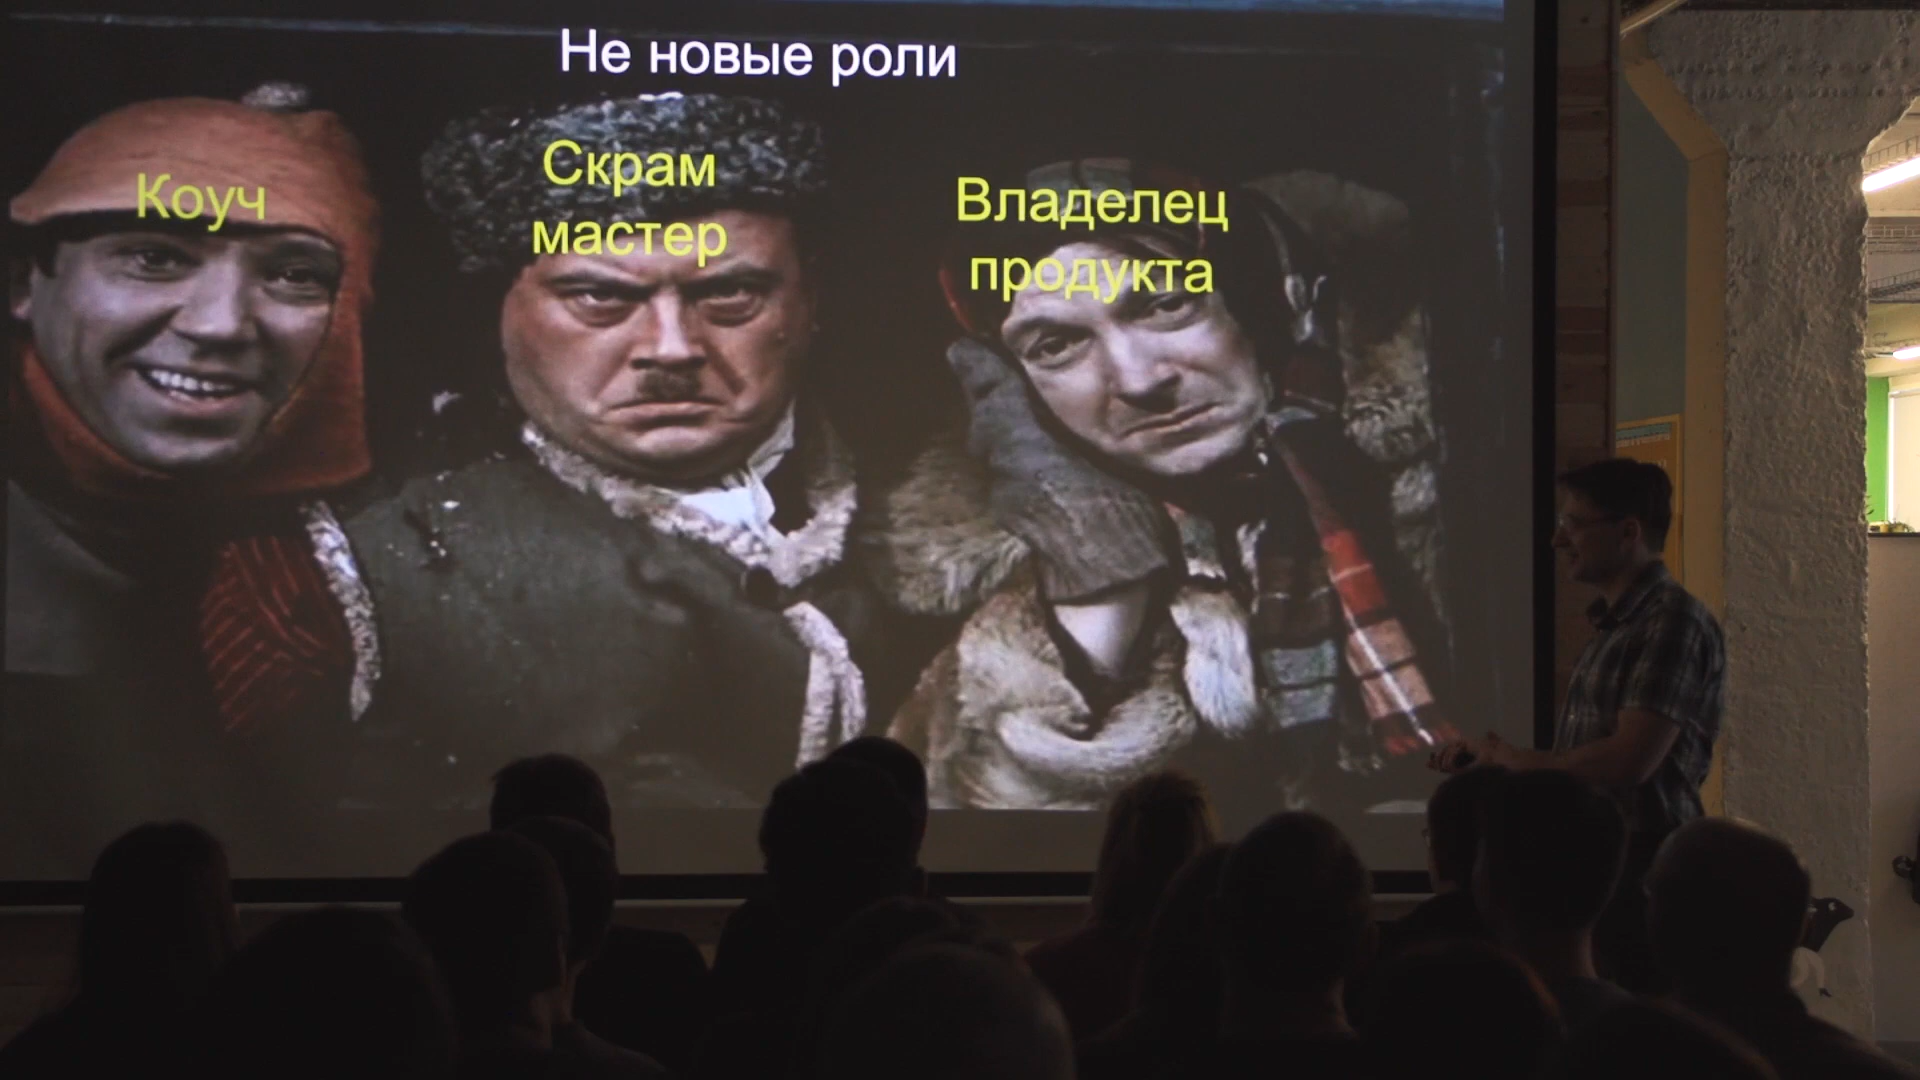 Не новые роли
Коуч
Скрам
мастер
Владелец
продукта